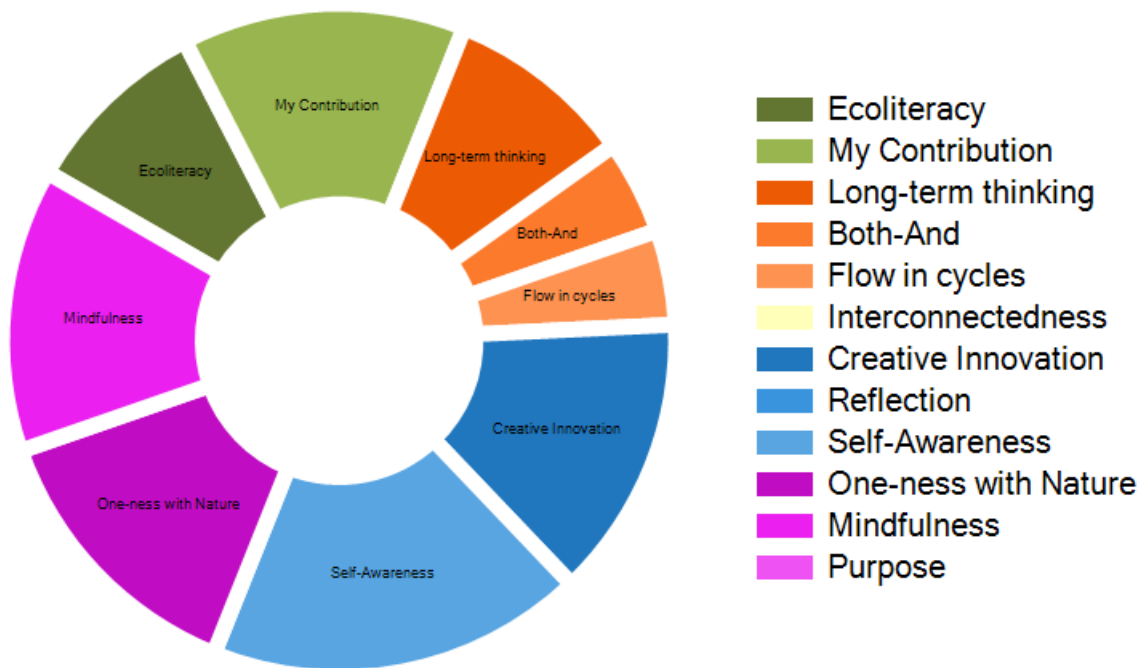 My Contribution
Long-term thinking
Ecoliteracy
Both-And
Flow in cycles
Mindfulness
Creative Innovation
One-ness with Nature
Self-Awareness
Ecoliteracy
My Contribution
Long-term thinking
Both-And
Flow in cycles
Interconnectedness
Creative Innovation
Reflection
Self-Awareness
One-ness with Nature
Mindfulness
Purpose